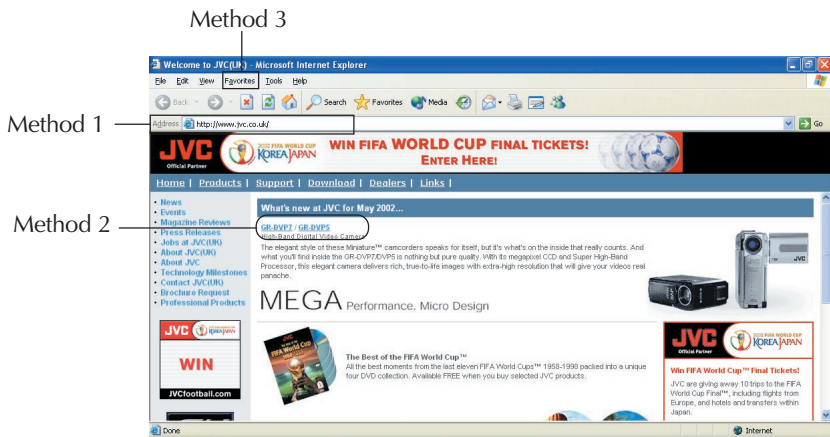 Method 3
Welcome to JVC(UK) - Microsoft Internet Explorer
File Edit View Favorites Tools Help
Back Search Favorites Media
Method 1
Address http://www.jvc.co.uk/ Go
JVC
Official Partner
2002 FIFA WORLD CUP
KOREA JAPAN
WIN FIFA WORLD CUP FINAL TICKETS!
ENTER HERE!
Home | Products | Support | Download | Dealers | Links |
• News
• Events
• Magazine Reviews
• Press Releases
• Jobs at JVC(UK)
• About JVC(UK)
• About JVC
• Technology Milestones
• Contact JVC(UK)
• Brochure Request
• Professional Products
What's new at JVC for May 2002...
Method 2
GR-DVP7 / GR-DVP5
High-Band Digital Video Camera
The elegant style of these Miniature™ camcorders speaks for itself, but it's what's on the inside that really counts. And
what you'll find inside the GR-DVP7/DVP5 is nothing but pure quality. With its megapixel CCD and Super High-Band
Processor, this elegant camera delivers rich, true-to-life images with extra-high resolution that will give your videos real
panache.
MEGA Performance. Micro Design
JVC
KOREA JAPAN
WIN
JVCfootball.com
FIFA World Cup
The Best of the FIFA World Cup™
All the best moments from the last eleven FIFA World Cups™ 1958-1998 packed into a unique
four DVD collection. Available FREE when you buy selected JVC products.
JVC
JVC
Official Partner
2002 FIFA WORLD CUP
KOREA JAPAN
Win FIFA World Cup™ Final Tickets!
JVC are giving away 10 trips to the FIFA
World Cup Final™, including flights from
Europe, and hotels and transfers within
Japan.
Done Internet